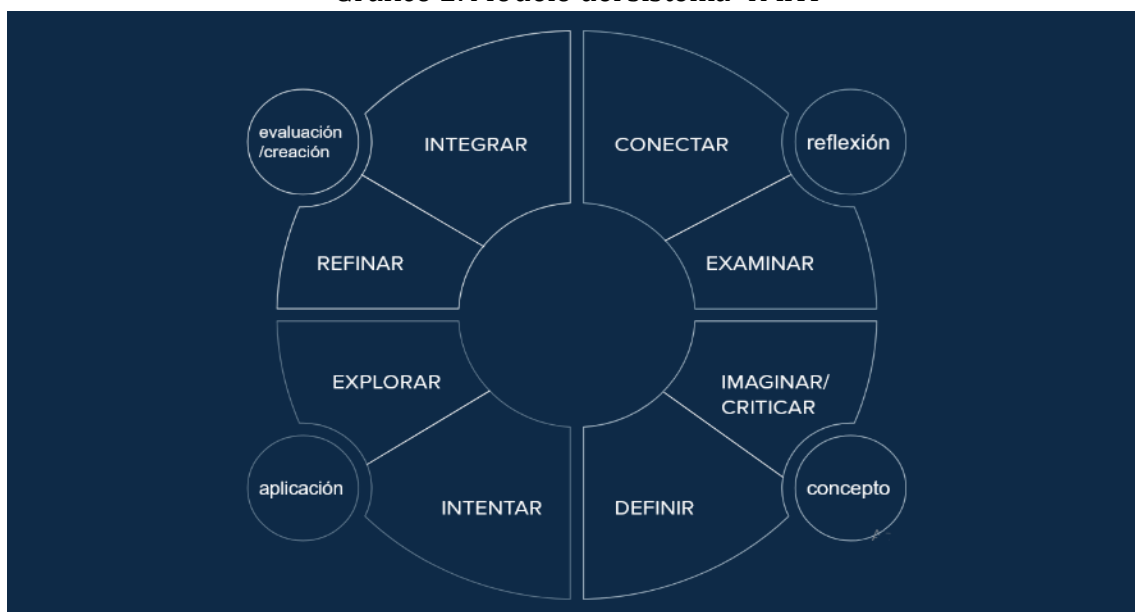 INTEGRAR
CONECTAR
evaluación
/creación
reflexión
REFINAR
EXAMINAR
EXPLORAR
IMAGINAR/
CRITICAR
aplicación
concepto
INTENTAR
DEFINIR